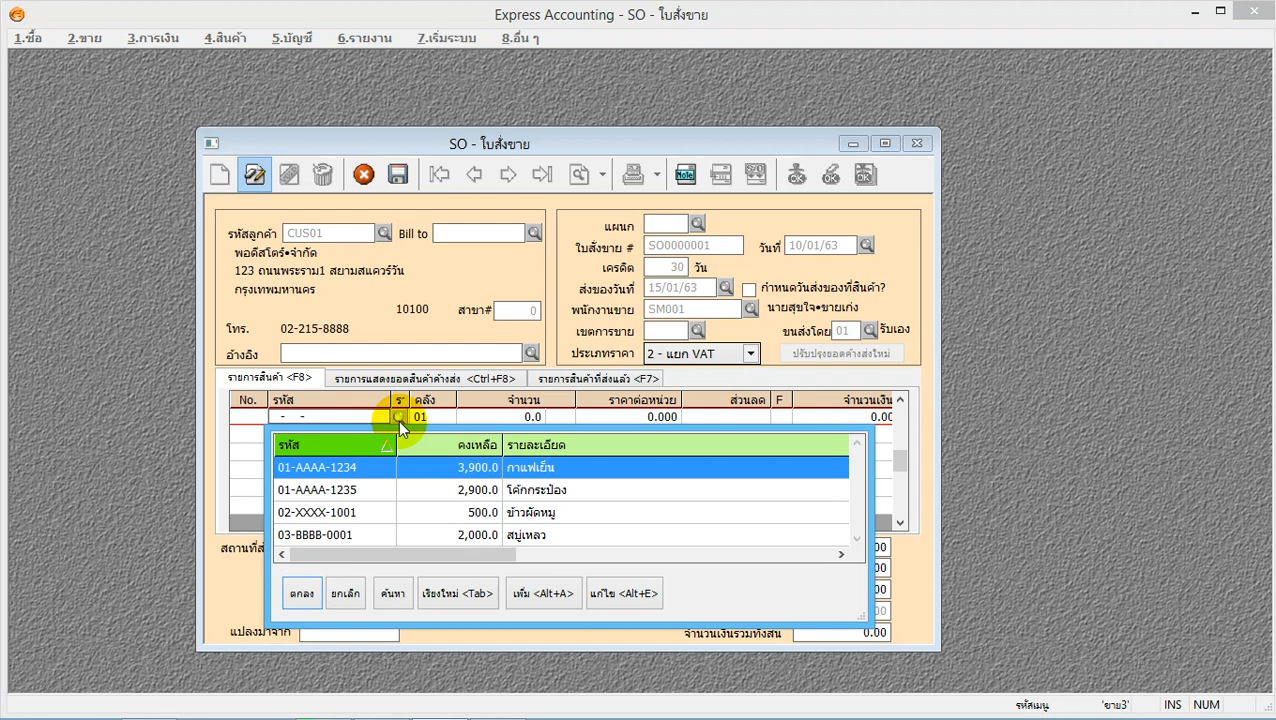 Express Accounting - SO - ใบสั่งขาย
1.ซื้อ 2.ขาย 3.การเงิน 4.สินค้า 5.บัญชี 6.รายงาน 7.เริ่มระบบ 8.อื่น ๆ
SO - ใบสั่งขาย
รหัสลูกค้า CUS01 Bill to
พอดีสโตร์•จำกัด
123 ถนนพระราม1 สยามสแควร์วัน
กรุงเทพมหานคร
10100 สาขา# 0
โทร. 02-215-8888
อ้างอิง
แผนก
ใบสั่งขาย # SO0000001 วันที่ 10/01/63
เครดิต 30 วัน
ส่งของวันที่ 15/01/63 กำหนดวันส่งของที่สินค้า?
พนักงานขาย SM001 นายสุขใจ•ขายเก่ง
เขตการขาย ขนส่งโดย 01 รับเอง
ประเภทราคา 2 - แยก VAT ปรับปรุงยอดค้างส่งใหม่
รายการสินค้า <F8> รายการแสดงยอดสินค้าค้างส่ง <Ctrl+F8> รายการสินค้าที่ส่งแล้ว <F7>
No. รหัส คลัง จำนวน ราคาต่อหน่วย ส่วนลด F จำนวนเงิน
- - 01 0.0 0.000 0.00
รหัส คงเหลือ รายละเอียด
01-AAAA-1234 3,900.0 กาแฟเย็น
01-AAAA-1235 2,900.0 โค้กกระป๋อง
02-XXXX-1001 500.0 ข้าวผัดหมู
03-BBBB-0001 2,000.0 สบู่เหลว
ตกลง ยกเลิก ค้นหา เรียงใหม่ <Tab> เพิ่ม <Alt+A> แก้ไข <Alt+E>
แปลงมาจาก จำนวนเงินรวมทั้งสิ้น 0.00
รหัสเมนู 'ขาย3' INS NUM